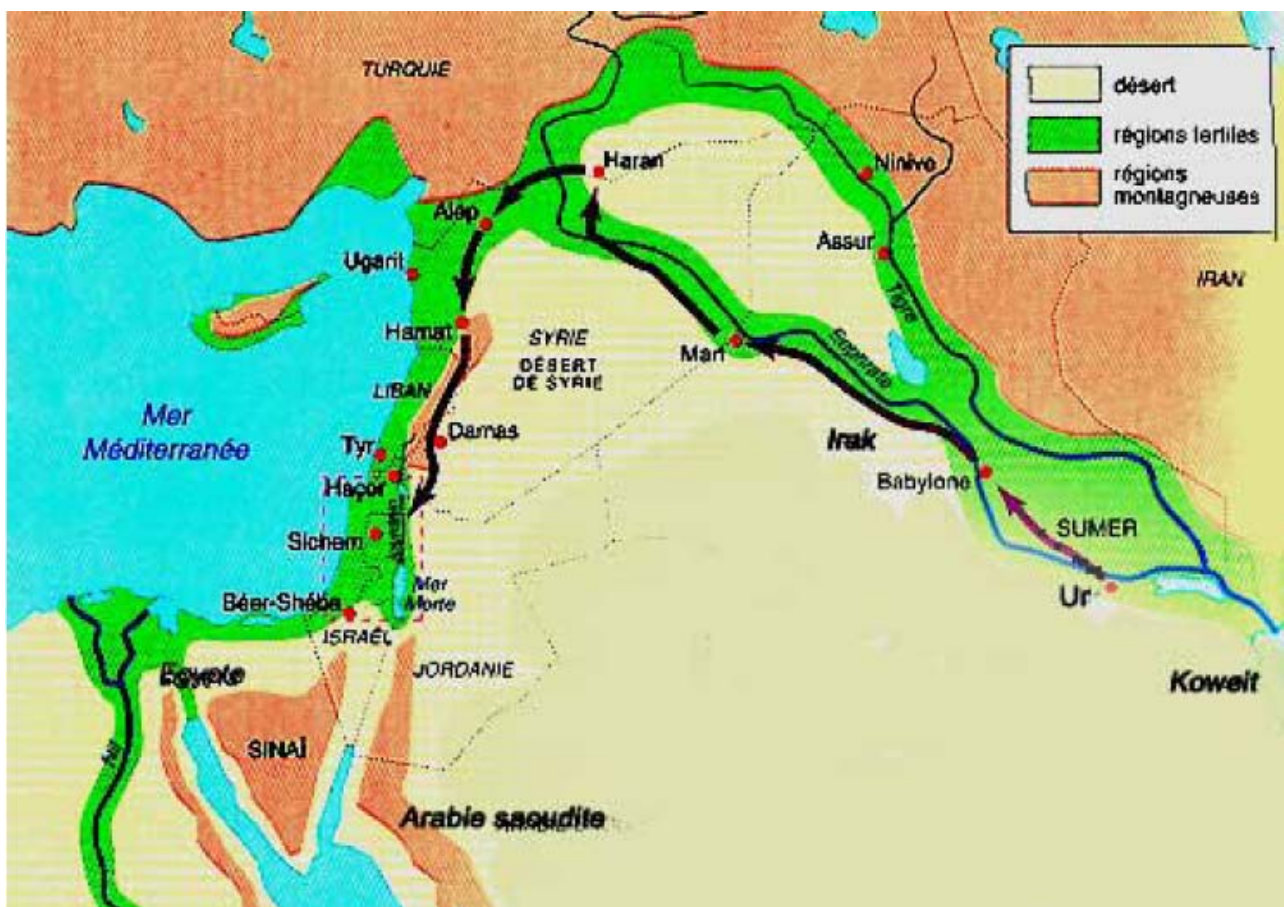 TURQUIE
désert
régions fertiles
régions
montagneuses
Haran
Ninive
Alep
Assur
Ugarit
Tigre
IRAN
Hamat
SYRIE
DÉSERT
DE SYRIE
Mari
Euphrate
LIBAN
Mer
Méditerranée
Tyr
Damas
Irak
Haçor
Babylone
Sichem
Jourdain
SUMER
Mer
Morte
Ur
Béer-Shéba
ISRAËL
Egypte
JORDANIE
Koweit
SINAÏ
Nil
Arabie saoudite